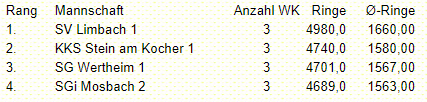 Rang Mannschaft Anzahl WK Ringe Ø-Ringe
1. SV Limbach 1 3 4980,0 1660,00
2. KKS Stein am Kocher 1 3 4740,0 1580,00
3. SG Wertheim 1 3 4701,0 1567,00
4. SGi Mosbach 2 3 4689,0 1563,00